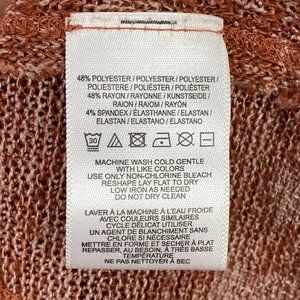 48% POLYESTER / POLYESTER /
POLIESTERE / POLIÉSTER / POLIÉSTER
48% RAYON / RAYONNE / KUNSTSEIDE /
RAION / RAIOM / RAYÓN
4% SPANDEX / ÉLASTHANNE / ELASTAN /
ELASTAN / ELASTANO / ELASTANO
30
MACHINE WASH COLD GENTLE
WITH LIKE COLORS
USE ONLY NON-CHLORINE BLEACH
RESHAPE LAY FLAT TO DRY
LOW IRON AS NEEDED
DO NOT DRY CLEAN
LAVER À LA MACHINE À L'EAU FROIDE
AVEC COULEURS SIMILAIRES
CYCLE DÉLICAT UTILISER
UN AGENT DE BLANCHIMENT SANS
CHLORE SI NÉCESSAIRE
METTRE EN FORME ET SÉCHER À PLAT
REPASSER, AU BESOIN, À TRÈS BASSE
TEMPÉRATURE
NE PAS NETTOYER À SEC